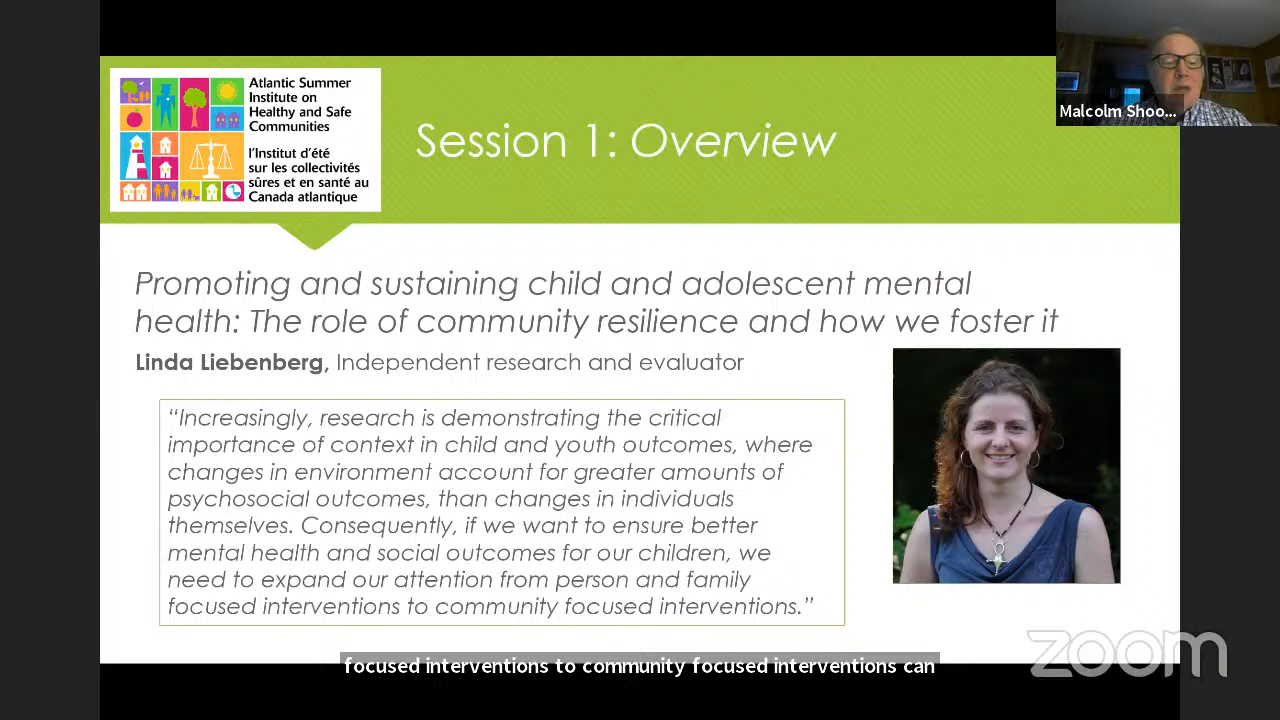 Atlantic Summer
Institute on
Healthy and Safe
Communities
l'Institut d'été
sur les collectivités
sûres et en santé au
Canada atlantique
Session 1: Overview
Malcolm Shoo...
Promoting and sustaining child and adolescent mental
health: The role of community resilience and how we foster it
Linda Liebenberg, Independent research and evaluator
“Increasingly, research is demonstrating the critical
importance of context in child and youth outcomes, where
changes in environment account for greater amounts of
psychosocial outcomes, than changes in individuals
themselves. Consequently, if we want to ensure better
mental health and social outcomes for our children, we
need to expand our attention from person and family
focused interventions to community focused interventions.”
zoom
focused interventions to community focused interventions can